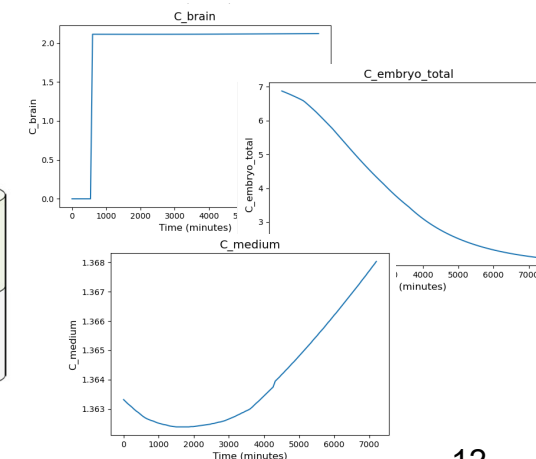 C_brain
2.0
1.5
1.0
0.5
0.0
C_brain
0 1000 2000 3000 4000 5
Time (minutes)
C_embryo_total
7
6
5
4
3
C_embryo_total
4000 5000 6000 7000
(minutes)
C_medium
1.368
1.367
1.366
1.365
1.364
1.363
C_medium
0 1000 2000 3000 4000 5000 6000 7000
Time (minutes)
12